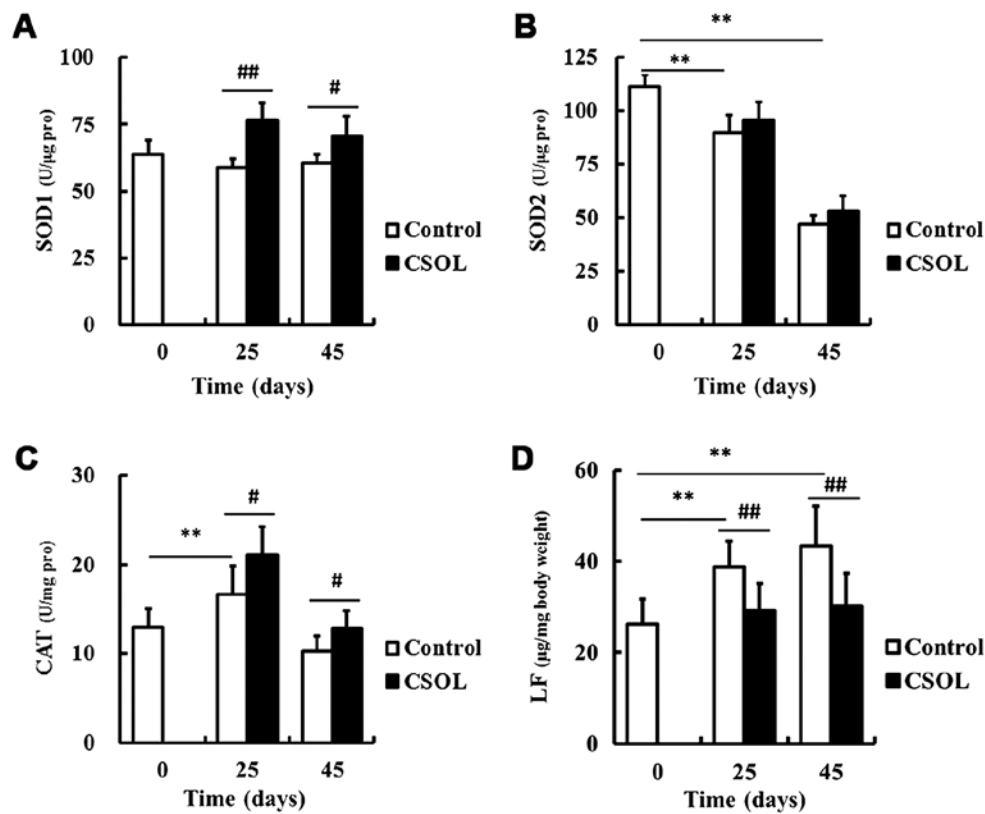 A
SOD1 (U/μg pro)
100
75
50
25
0
##
#
Control
CSOL
0 25 45
Time (days)
B
SOD2 (U/μg pro)
125
100
75
50
25
0
**
**
Control
CSOL
0 25 45
Time (days)
C
CAT (U/mg pro)
30
20
10
0
**
#
#
Control
CSOL
0 25 45
Time (days)
D
LF (μg/mg body weight)
60
40
20
0
**
**
##
##
Control
CSOL
0 25 45
Time (days)